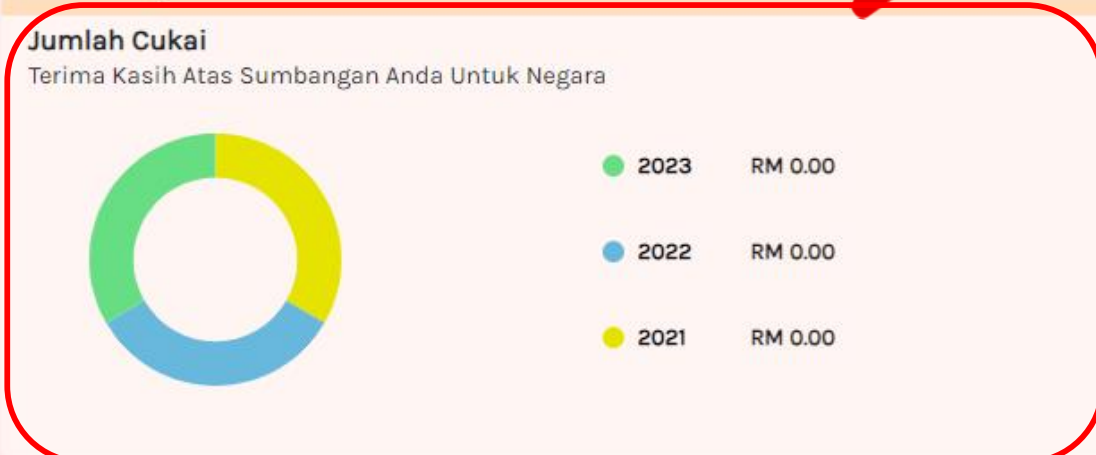 Jumlah Cukai
Terima Kasih Atas Sumbangan Anda Untuk Negara
2023 RM 0.00
2022 RM 0.00
2021 RM 0.00